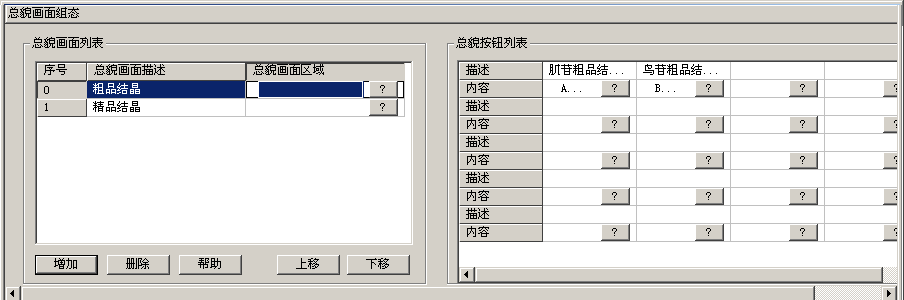 总貌画面组态
总貌画面列表
序号 总貌画面描述 总貌画面区域
0 粗品结晶 ?
1 精品结晶 ?
增加 删除 帮助 上移 下移
总貌按钮列表
描述 肌苷粗品结... 鸟苷粗品结...
内容 A... ? B... ? ? ?
描述
内容 ? ? ? ?
描述
内容 ? ? ? ?
描述
内容 ? ? ? ?
描述
内容 ? ? ? ?